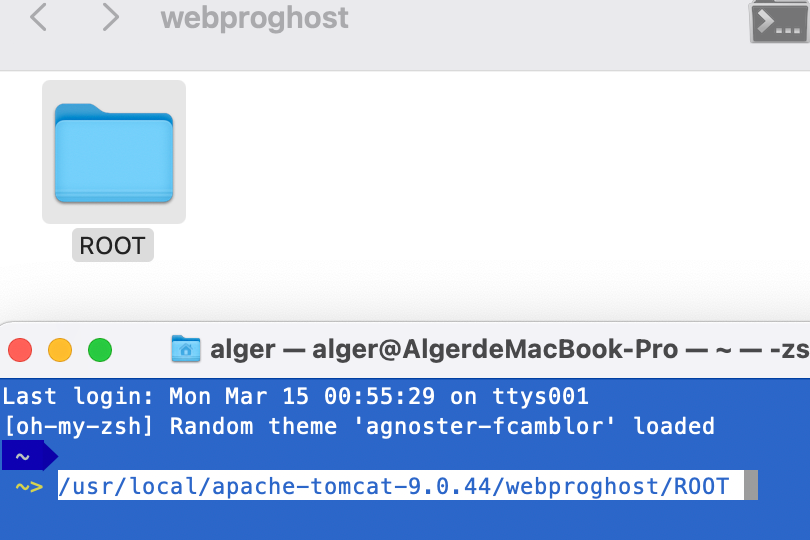 webproghost
ROOT
alger — alger@AlgerdeMacBook-Pro — ~ — -zs
Last login: Mon Mar 15 00:55:29 on ttys001
[oh-my-zsh] Random theme 'agnoster-fcamblor' loaded
~
~> /usr/local/apache-tomcat-9.0.44/webproghost/ROOT